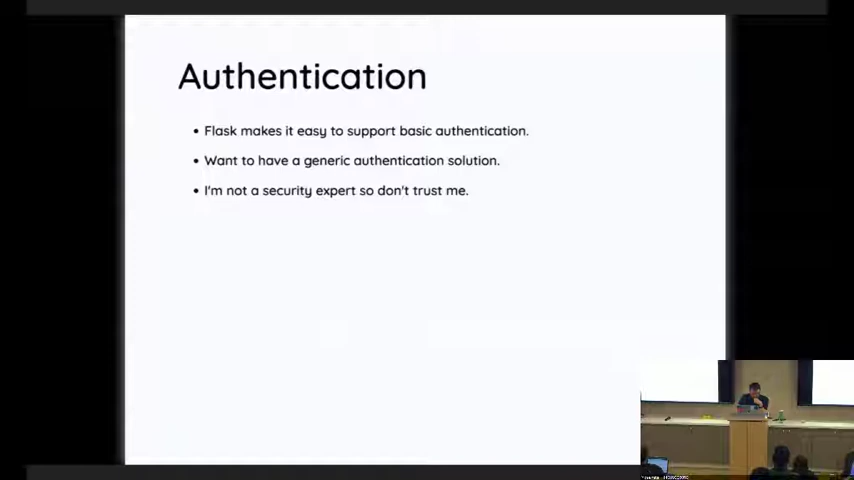 Authentication
• Flask makes it easy to support basic authentication.
• Want to have a generic authentication solution.
• I'm not a security expert so don't trust me.